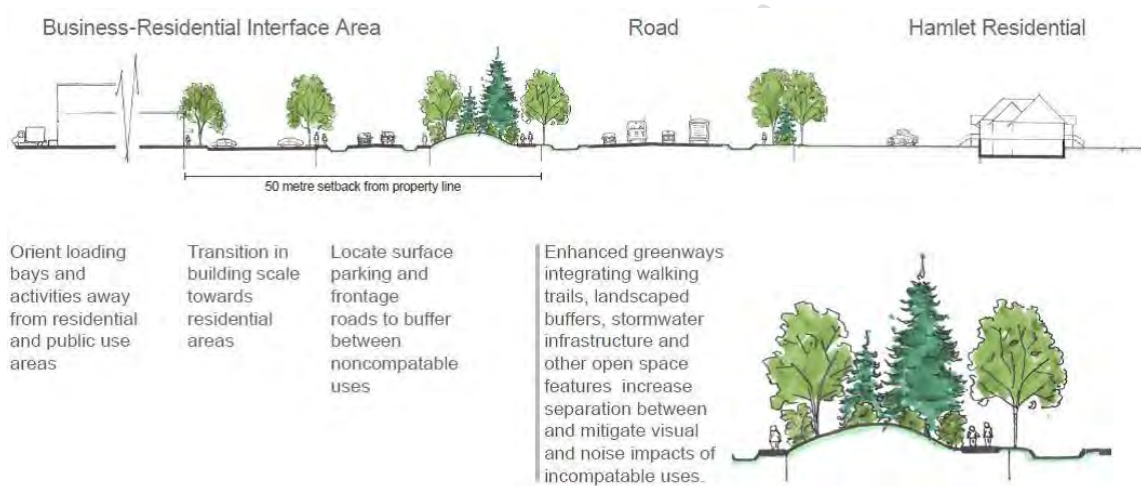 Business-Residential Interface Area
Road
Hamlet Residential
50 metre setback from property line
Orient loading
bays and
activities away
from residential
and public use
areas
Transition in
building scale
towards
residential
areas
Locate surface
parking and
frontage
roads to buffer
between
noncompatable
uses
Enhanced greenways
integrating walking
trails, landscaped
buffers, stormwater
infrastructure and
other open space
features increase
separation between
and mitigate visual
and noise impacts of
incompatable uses.